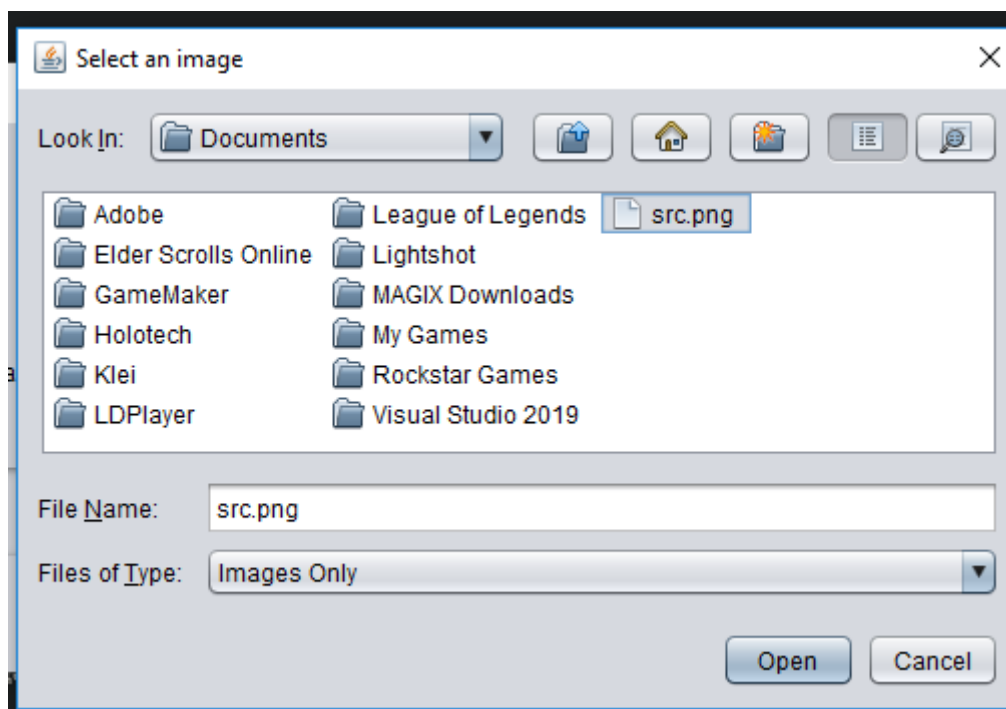 Select an image
Look In: Documents
Adobe League of Legends src.png
Elder Scrolls Online Lightshot
GameMaker MAGIX Downloads
Holotech My Games
Klei Rockstar Games
LDPlayer Visual Studio 2019
File Name: src.png
Files of Type: Images Only
Open Cancel